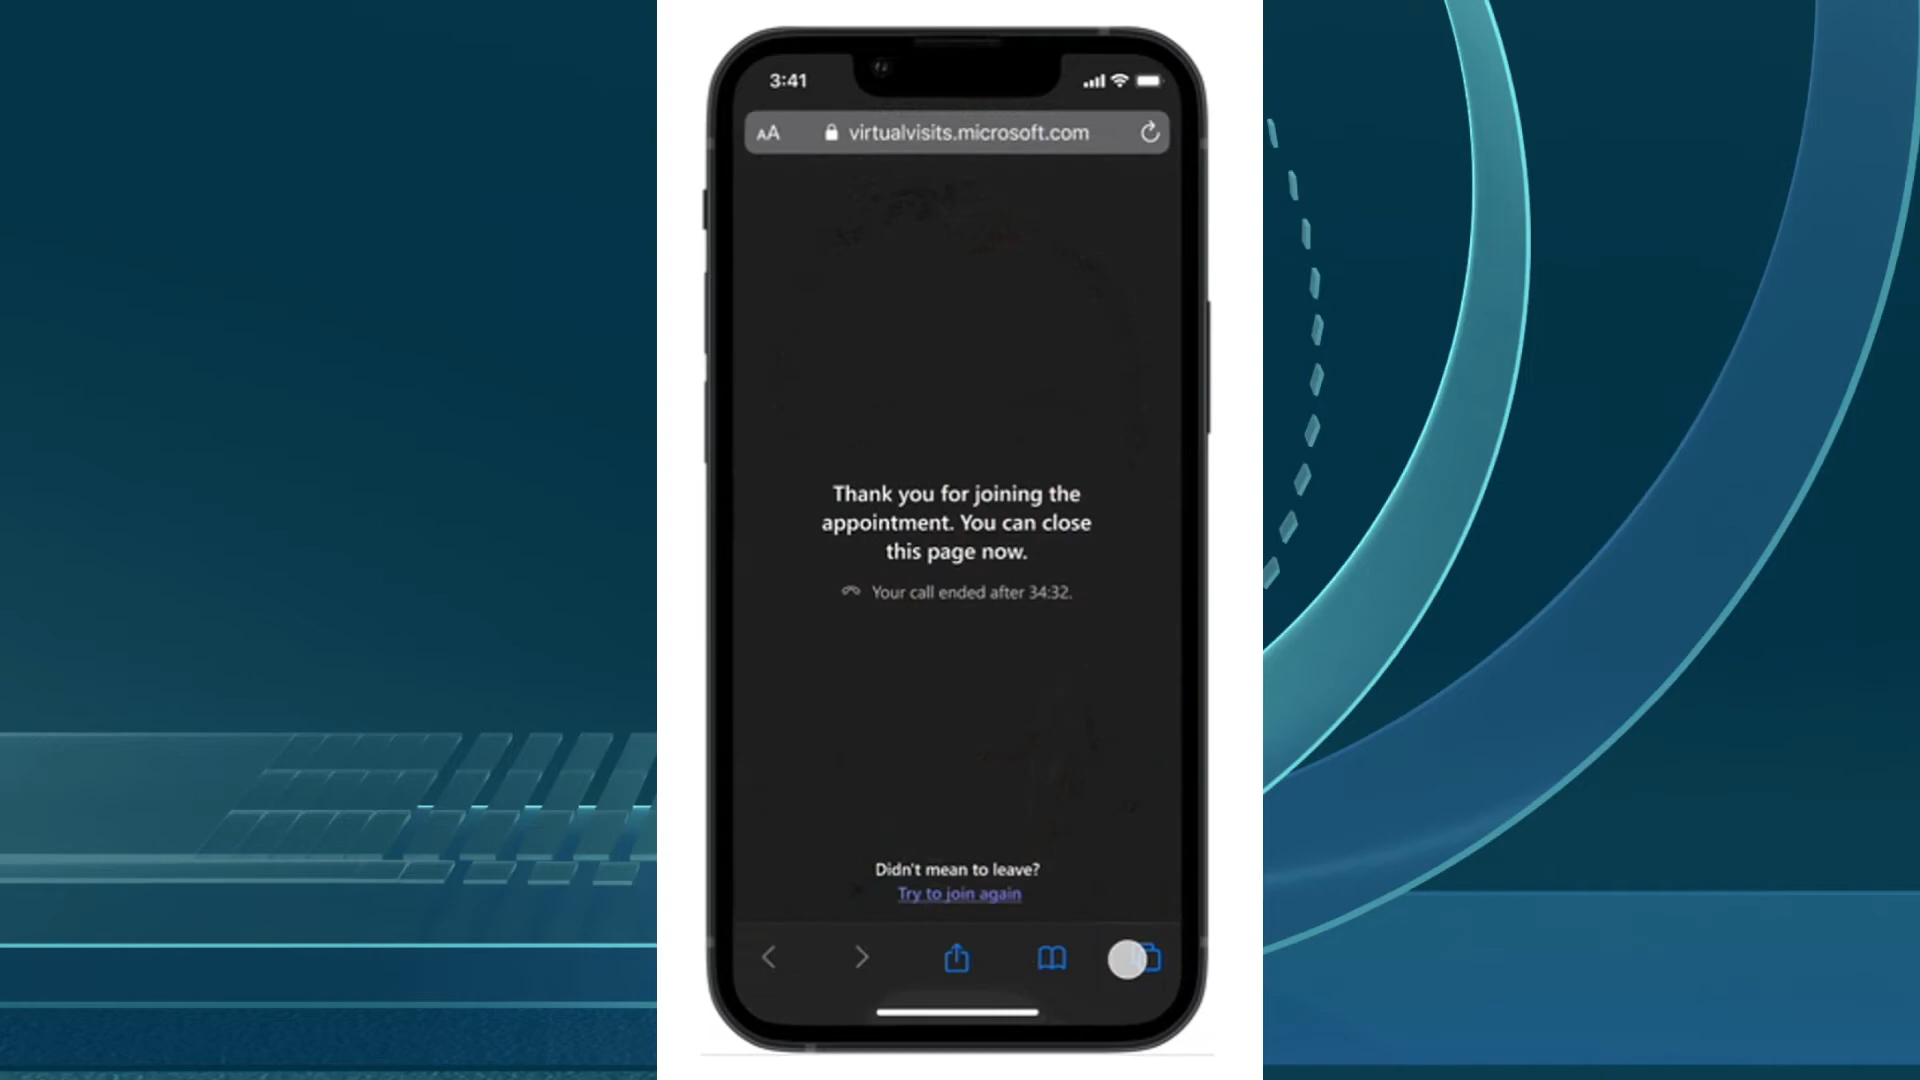 3:41
AA virtualvisits.microsoft.com
Thank you for joining the
appointment. You can close
this page now.
Your call ended after 34:32.
Didn't mean to leave?
Try to join again